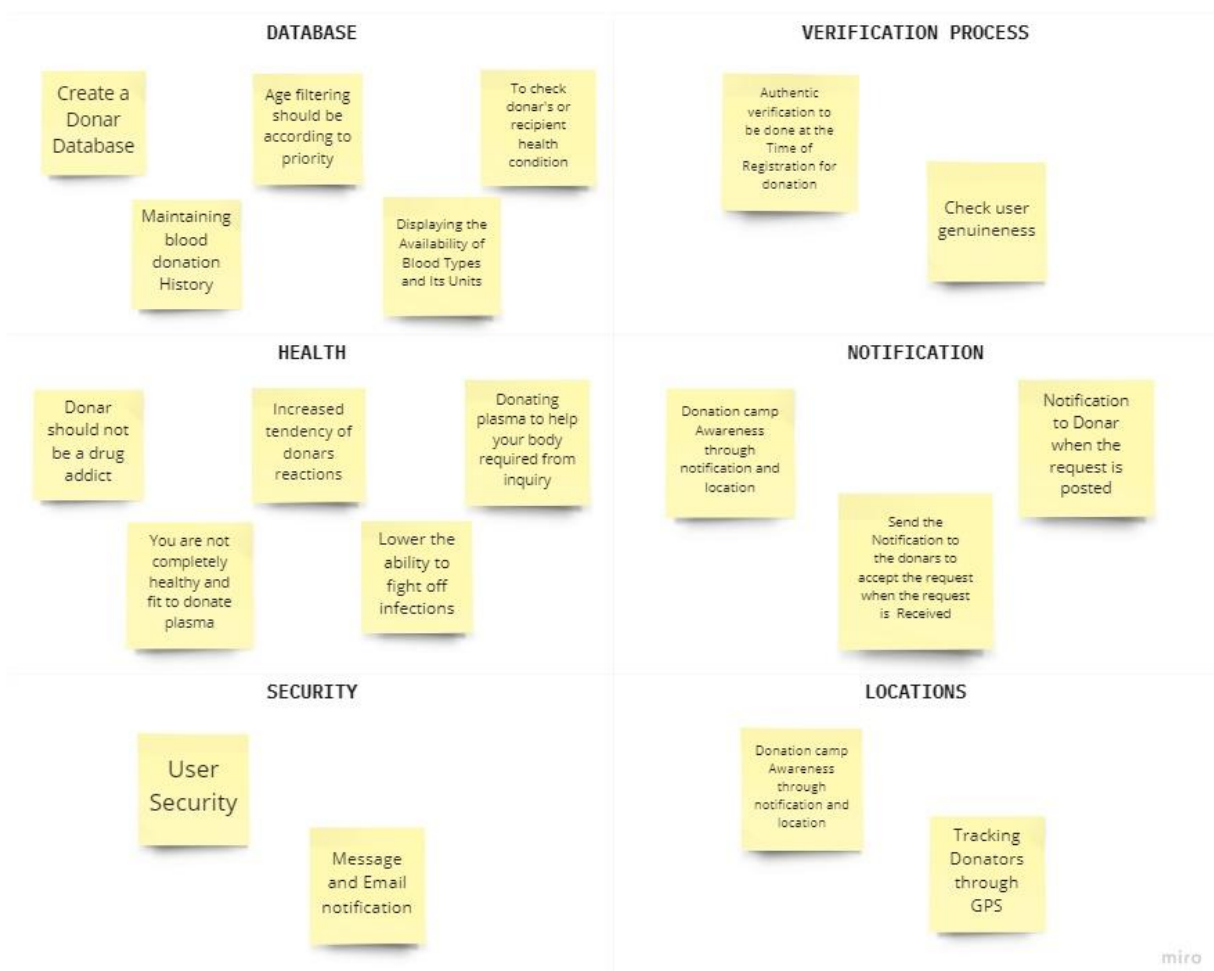 DATABASE
Create a
Donar
Database
Age filtering
should be
according to
priority
To check
donar's or
recipient
health
condition
Maintaining
blood
donation
History
Displaying the
Availability of
Blood Types
and Its Units
VERIFICATION PROCESS
Authentic
verification to
be done at the
Time of
Registration for
donation
Check user
genuineness
HEALTH
Donar
should not
be a drug
addict
Increased
tendency of
donars
reactions
Donating
plasma to help
your body
required from
inquiry
You are not
completely
healthy and
fit to donate
plasma
Lower the
ability to
fight off
infections
NOTIFICATION
Donation camp
Awareness
through
notification and
location
Notification
to Donar
when the
request is
posted
Send the
Notification to
the donars to
accept the request
when the request
is Received
SECURITY
User
Security
Message
and Email
notification
LOCATIONS
Donation camp
Awareness
through
notification and
location
Tracking
Donators
through
GPS
miro